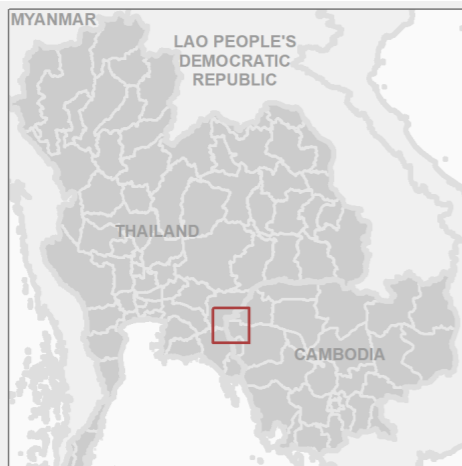 MYANMAR
LAO PEOPLE'S
DEMOCRATIC
REPUBLIC
THAILAND
CAMBODIA